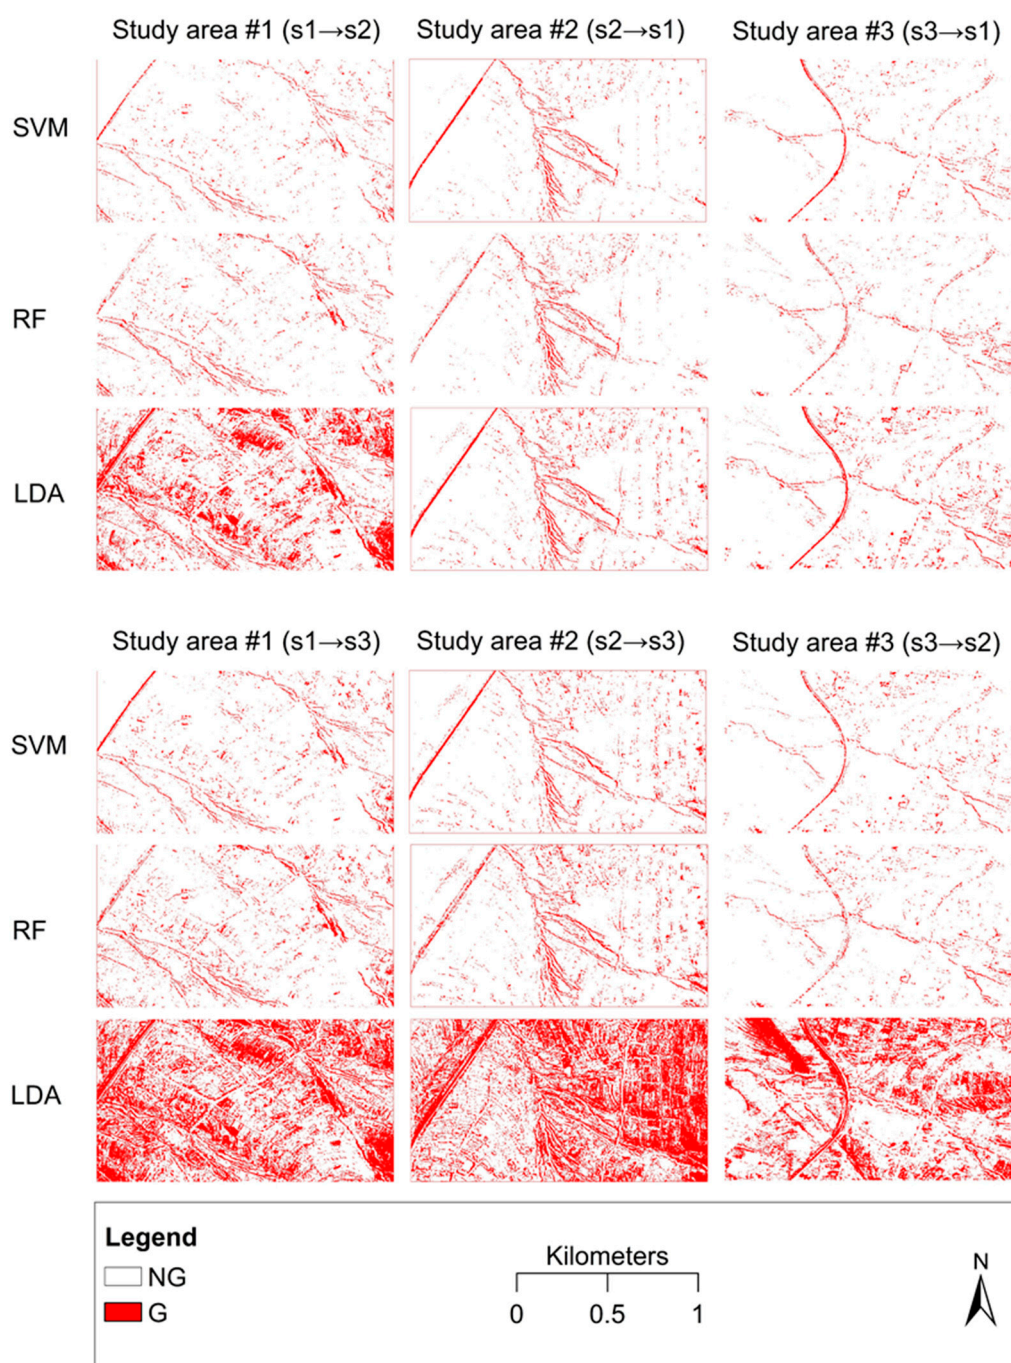 Study area #1 (s1→s2) Study area #2 (s2→s1) Study area #3 (s3→s1)
SVM
RF
LDA
Study area #1 (s1→s3) Study area #2 (s2→s3) Study area #3 (s3→s2)
SVM
RF
LDA
Legend
NG
G
Kilometers
0 0.5 1
N